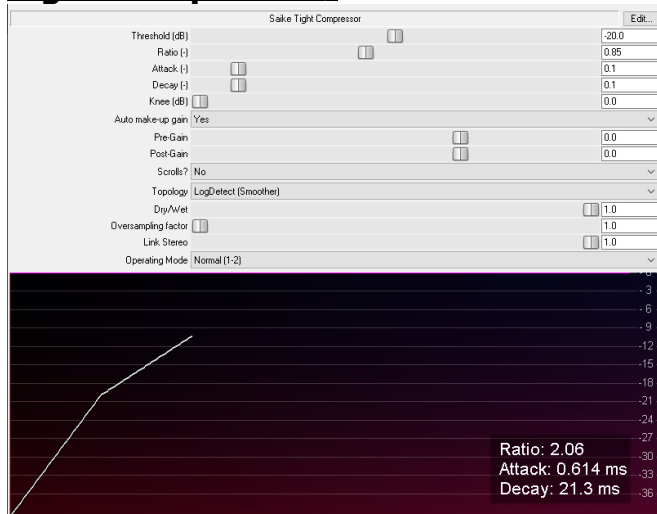 Saike Tight Compressor Edit...
Threshold (dB) -20.0
Ratio (-) 0.85
Attack (-) 0.1
Decay (-) 0.1
Knee (dB) 0.0
Auto make-up gain Yes
Pre-Gain 0.0
Post-Gain 0.0
Scrolls? No
Topology LogDetect (Smoother)
Dry/Wet 1.0
Oversampling factor 1.0
Link Stereo 1.0
Operating Mode Normal (1-2)
- 3
- 6
- 9
-12
-15
-18
-21
-24
-27
-30
-33
-36
Ratio: 2.06
Attack: 0.614 ms
Decay: 21.3 ms